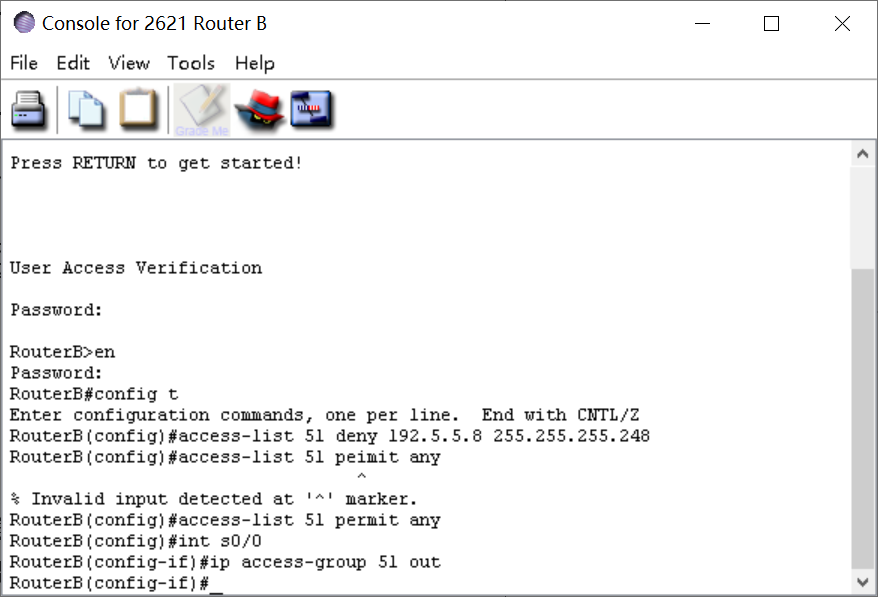 Console for 2621 Router B
File Edit View Tools Help
Grade Me
Press RETURN to get started!
User Access Verification
Password:
RouterB>en
Password:
RouterB#config t
Enter configuration commands, one per line.  End with CNTL/Z
RouterB(config)#access-list 51 deny 192.5.5.8 255.255.255.248
RouterB(config)#access-list 51 peimit any
^
% Invalid input detected at '^' marker.
RouterB(config)#access-list 51 permit any
RouterB(config)#int s0/0
RouterB(config-if)#ip access-group 51 out
RouterB(config-if)#_